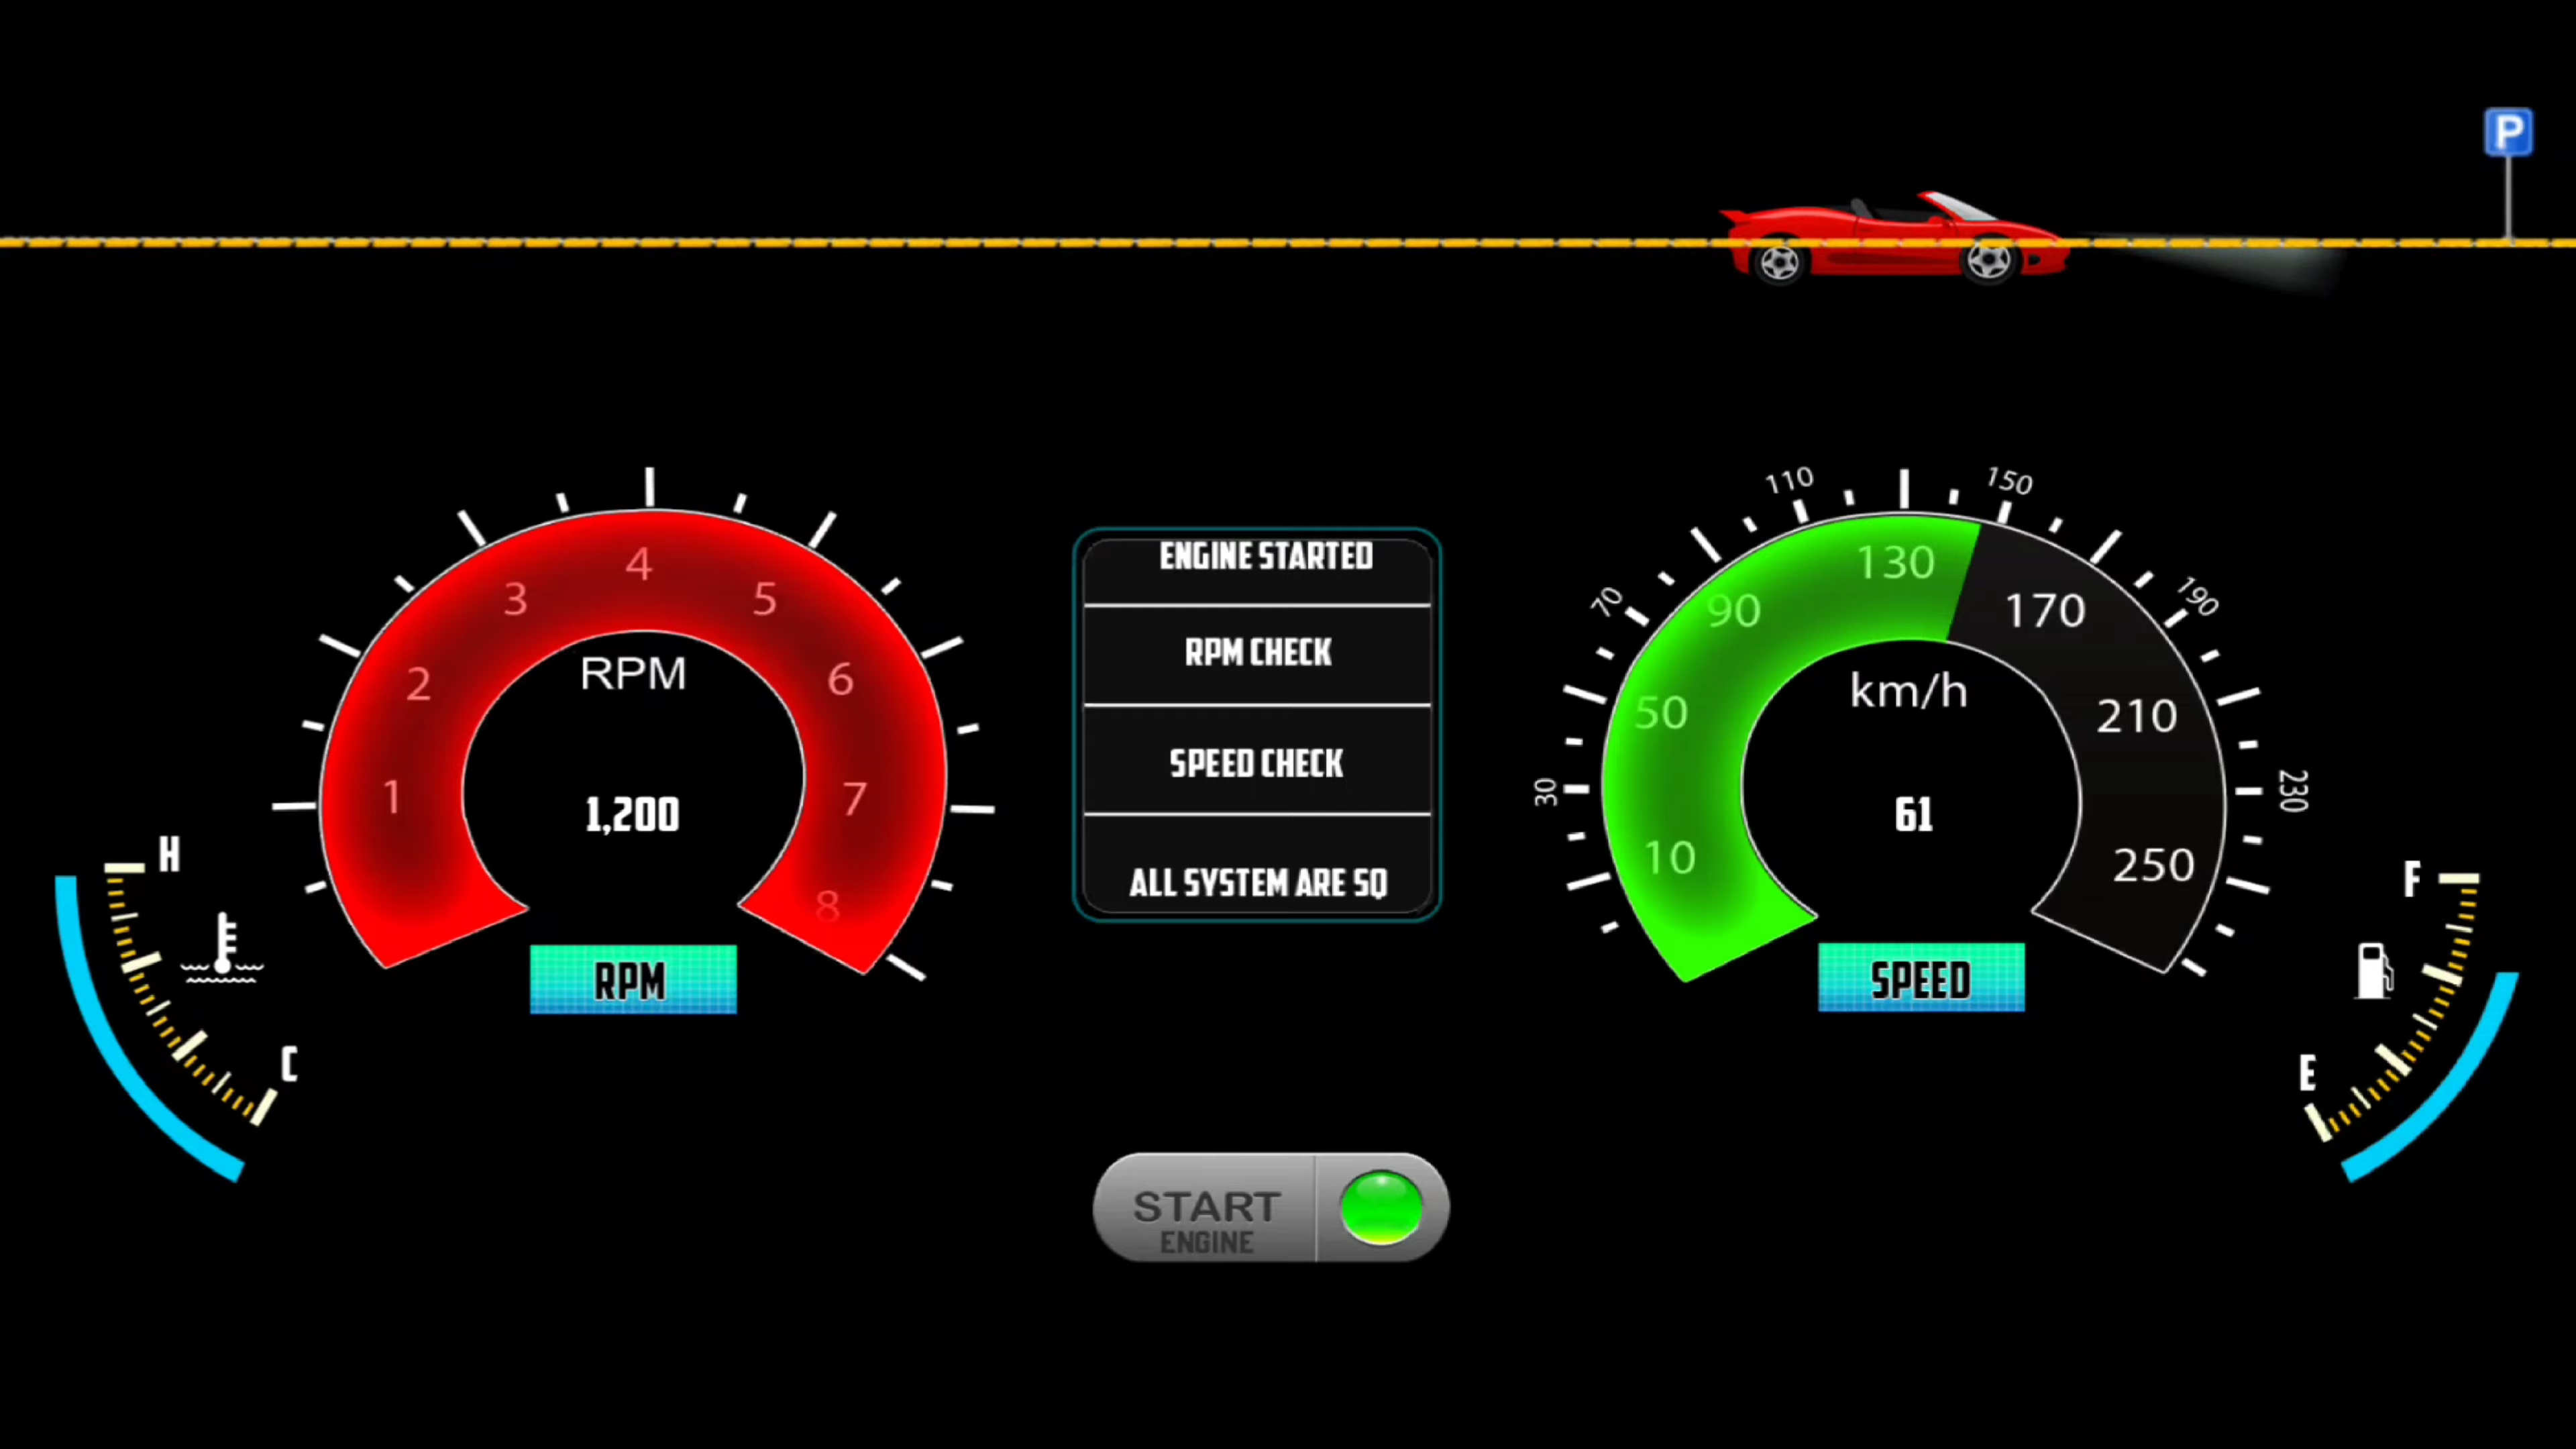 P
110
150
4
130
3
5
70
90
170
190
ENGINE STARTED
RPM
2
6
RPM CHECK
km/h
50
210
SPEED CHECK
30
230
1
7
1,200
61
H
10
250
F
ALL SYSTEM ARE SQ
8
RPM
SPEED
C
E
START
ENGINE